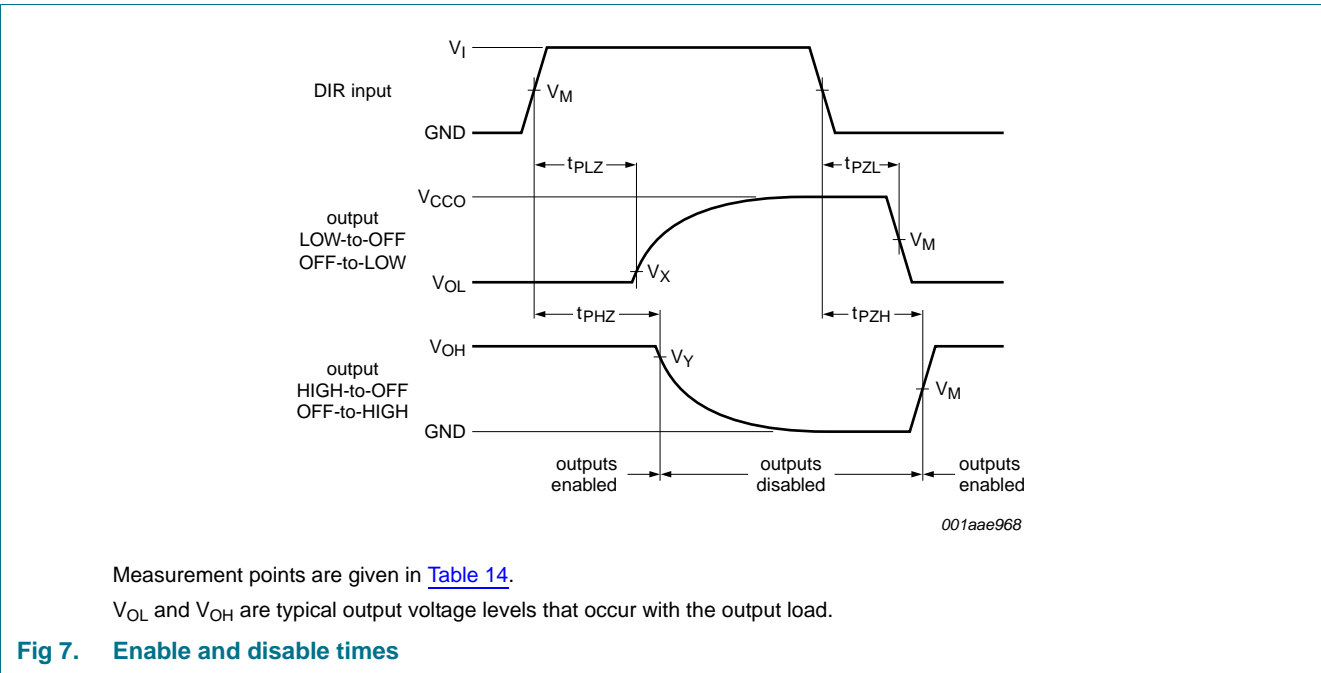 V_I
DIR input
V_M
GND
t_PLZ
t_PZL
V_CCO
output
LOW-to-OFF
OFF-to-LOW
V_M
V_X
V_OL
t_PHZ
t_PZH
V_OH
V_Y
output
HIGH-to-OFF
OFF-to-HIGH
V_M
GND
outputs
enabled
outputs
disabled
outputs
enabled
001aae968
Measurement points are given in Table 14.
V_OL and V_OH are typical output voltage levels that occur with the output load.
Fig 7. Enable and disable times